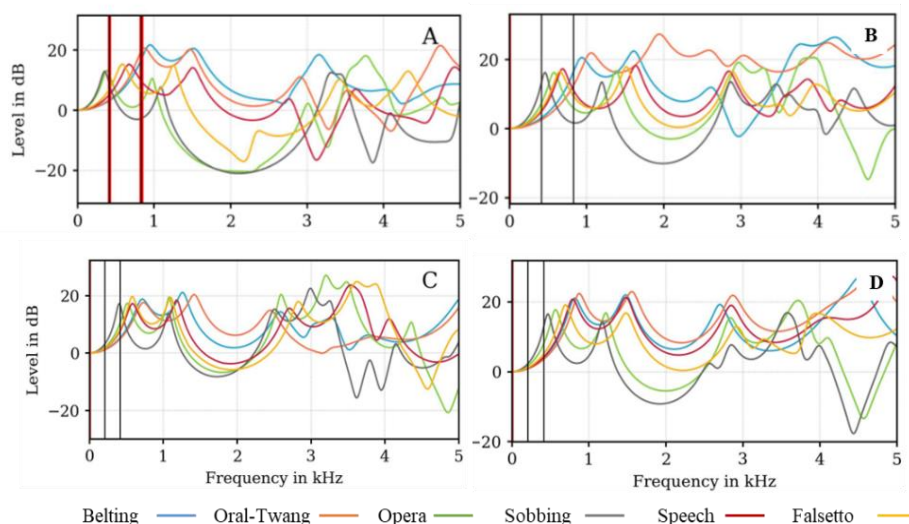 A
Level in dB
20
0
−20
0 1 2 3 4 5
B
20
0
−20
0 1 2 3 4 5
C
Level in dB
20
0
−20
0 1 2 3 4 5
Frequency in kHz
D
20
0
−20
0 1 2 3 4 5
Frequency in kHz
Belting Oral-Twang Opera Sobbing Speech Falsetto